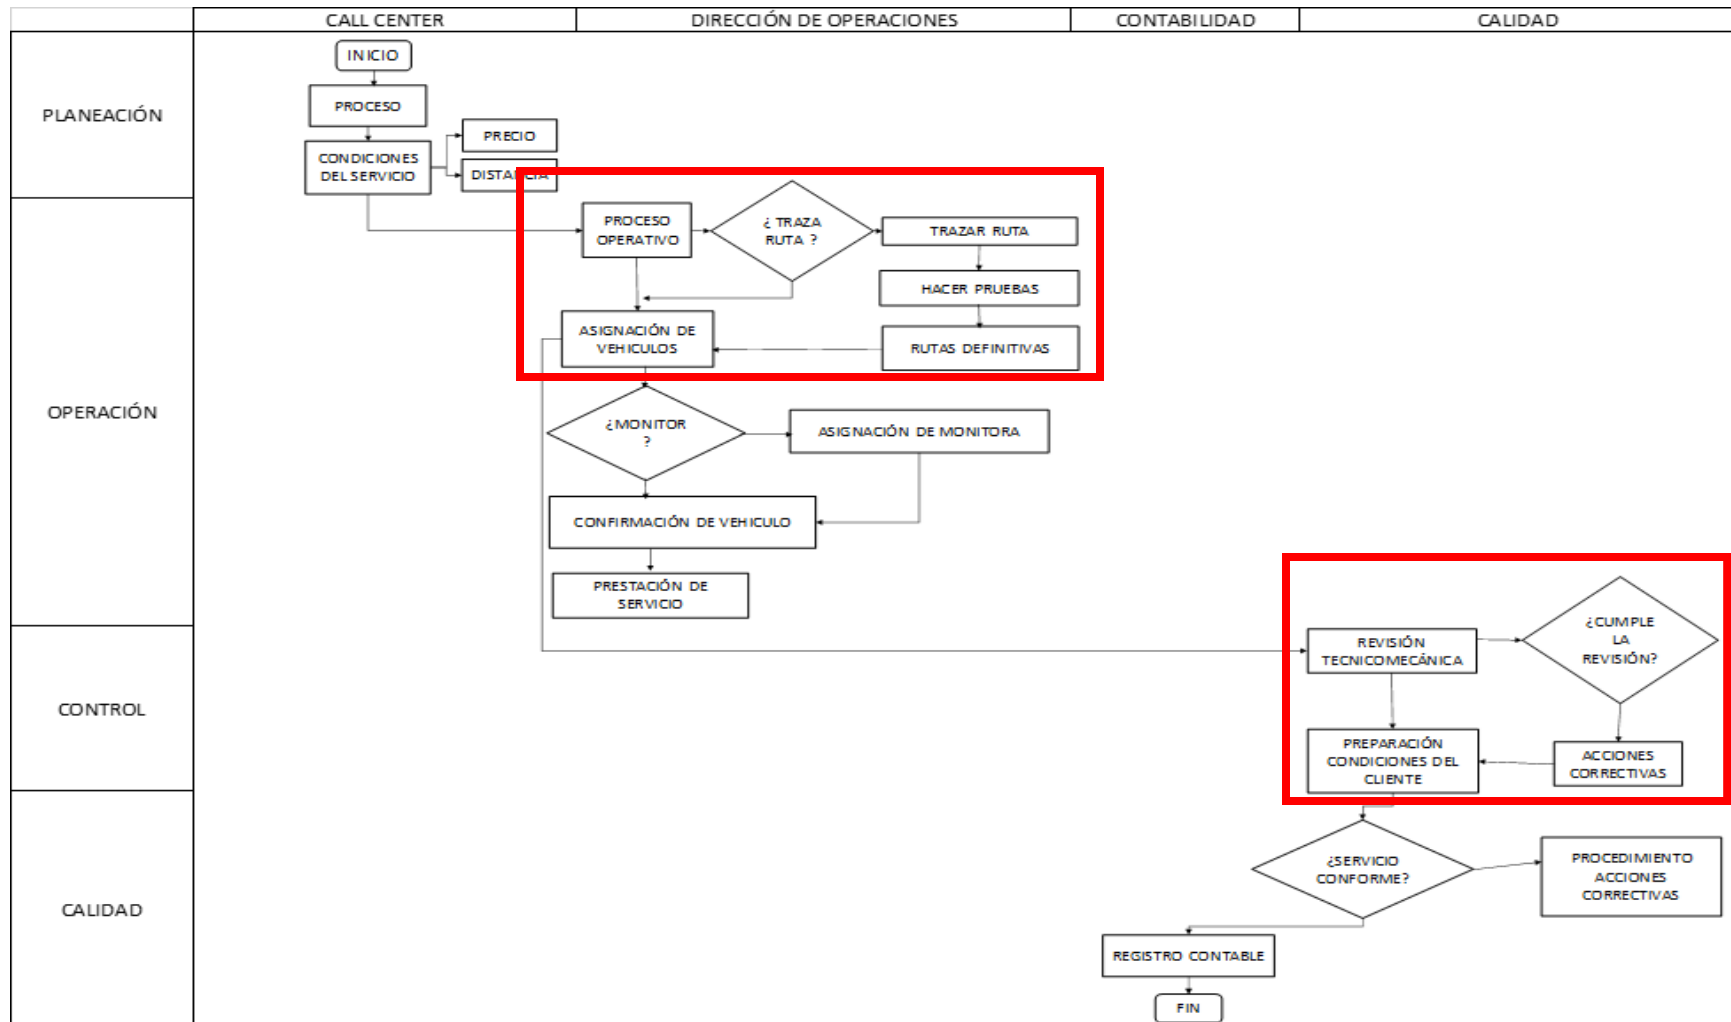 CALL CENTER
DIRECCIÓN DE OPERACIONES
CONTABILIDAD
CALIDAD
PLANEACIÓN
INICIO
PROCESO
CONDICIONES
DEL SERVICIO
PRECIO
DISTANCIA
OPERACIÓN
PROCESO
OPERATIVO
¿ TRAZA
RUTA ?
TRAZAR RUTA
HACER PRUEBAS
RUTAS DEFINITIVAS
ASIGNACIÓN DE
VEHICULOS
¿MONITOR
?
ASIGNACIÓN DE MONITORA
CONFIRMACIÓN DE VEHICULO
PRESTACIÓN DE
SERVICIO
CONTROL
REVISIÓN
TECNICOMECÁNICA
¿CUMPLE
LA
REVISIÓN?
PREPARACIÓN
CONDICIONES DEL
CLIENTE
ACCIONES
CORRECTIVAS
CALIDAD
¿SERVICIO
CONFORME?
PROCEDIMIENTO
ACCIONES
CORRECTIVAS
REGISTRO CONTABLE
FIN